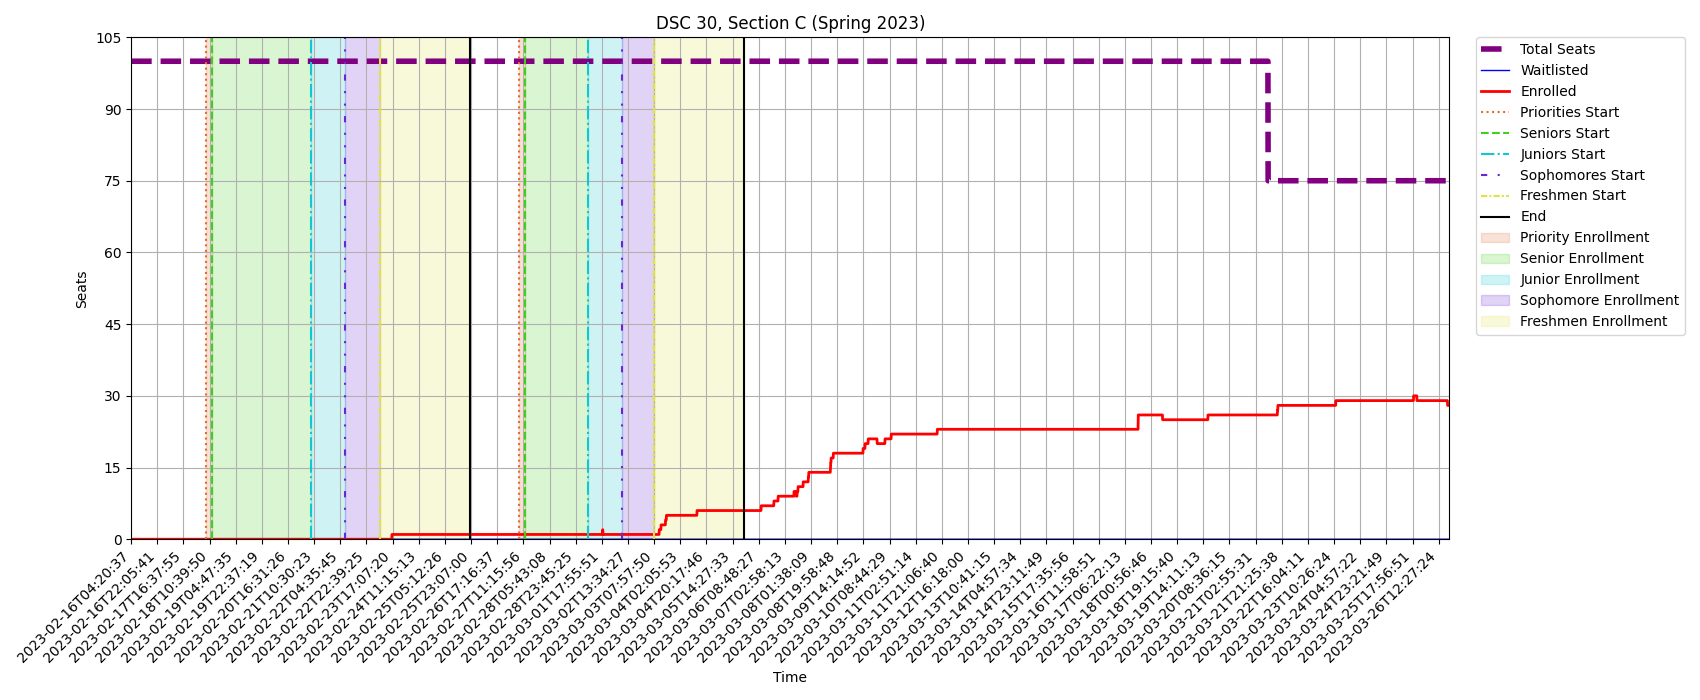 DSC 30, Section C (Spring 2023)
105
90
75
60
45
30
15
0
Seats
2023-02-16T04:20:37
2023-02-16T22:05:41
2023-02-17T16:37:55
2023-02-18T10:39:50
2023-02-19T04:47:35
2023-02-19T22:37:19
2023-02-20T16:31:26
2023-02-21T10:30:23
2023-02-22T04:35:45
2023-02-22T22:39:25
2023-02-23T17:07:20
2023-02-24T11:15:13
2023-02-25T05:12:26
2023-02-25T23:07:00
2023-02-26T17:16:37
2023-02-27T11:15:56
2023-02-28T05:43:08
2023-02-28T23:45:25
2023-03-01T17:55:51
2023-03-02T13:34:27
2023-03-03T07:57:50
2023-03-04T02:05:53
2023-03-04T20:17:46
2023-03-05T14:27:33
2023-03-06T08:48:27
2023-03-07T02:58:13
2023-03-08T01:38:09
2023-03-08T19:58:48
2023-03-09T14:14:52
2023-03-10T08:44:29
2023-03-11T02:51:14
2023-03-11T21:06:40
2023-03-12T16:18:00
2023-03-13T10:41:15
2023-03-14T04:57:34
2023-03-14T23:11:49
2023-03-15T17:35:56
2023-03-16T11:58:51
2023-03-17T06:22:13
2023-03-18T00:56:46
2023-03-18T19:15:40
2023-03-19T14:11:13
2023-03-20T08:36:15
2023-03-21T02:55:31
2023-03-21T21:25:38
2023-03-22T16:04:11
2023-03-23T10:26:24
2023-03-24T04:57:22
2023-03-24T23:21:49
2023-03-25T17:56:51
2023-03-26T12:27:24
Time
Total Seats
Waitlisted
Enrolled
Priorities Start
Seniors Start
Juniors Start
Sophomores Start
Freshmen Start
End
Priority Enrollment
Senior Enrollment
Junior Enrollment
Sophomore Enrollment
Freshmen Enrollment